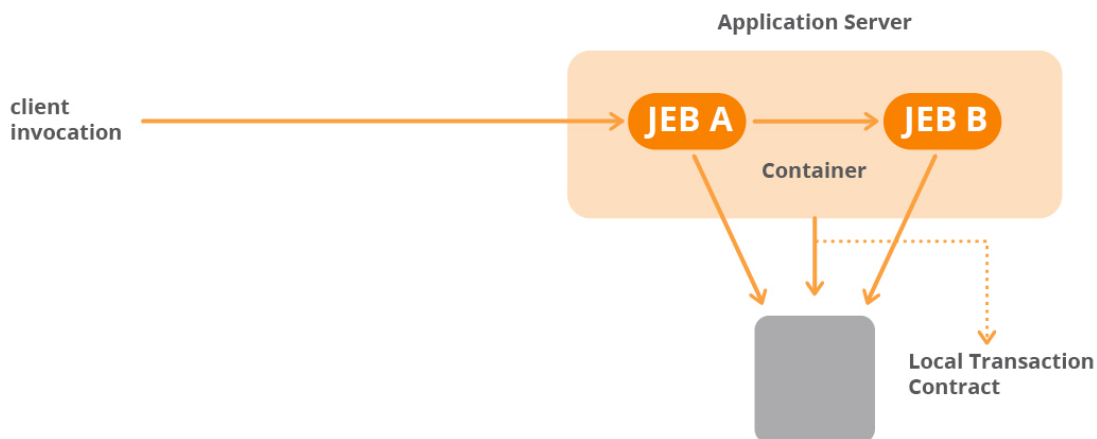 Application Server
client
invocation
JEB A
JEB B
Container
Local Transaction
Contract